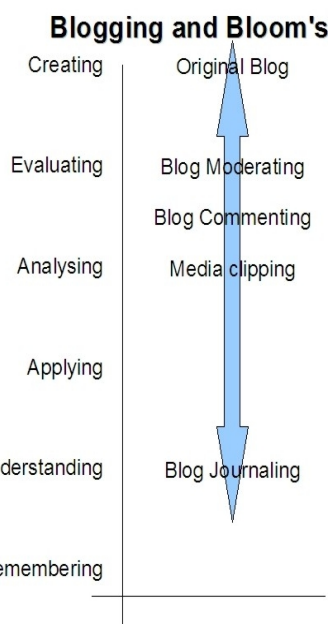 Blogging and Bloom's
Creating Original Blog
Evaluating Blog Moderating
Blog Commenting
Analysing Media clipping
Applying
derstanding Blog Journaling
emembering